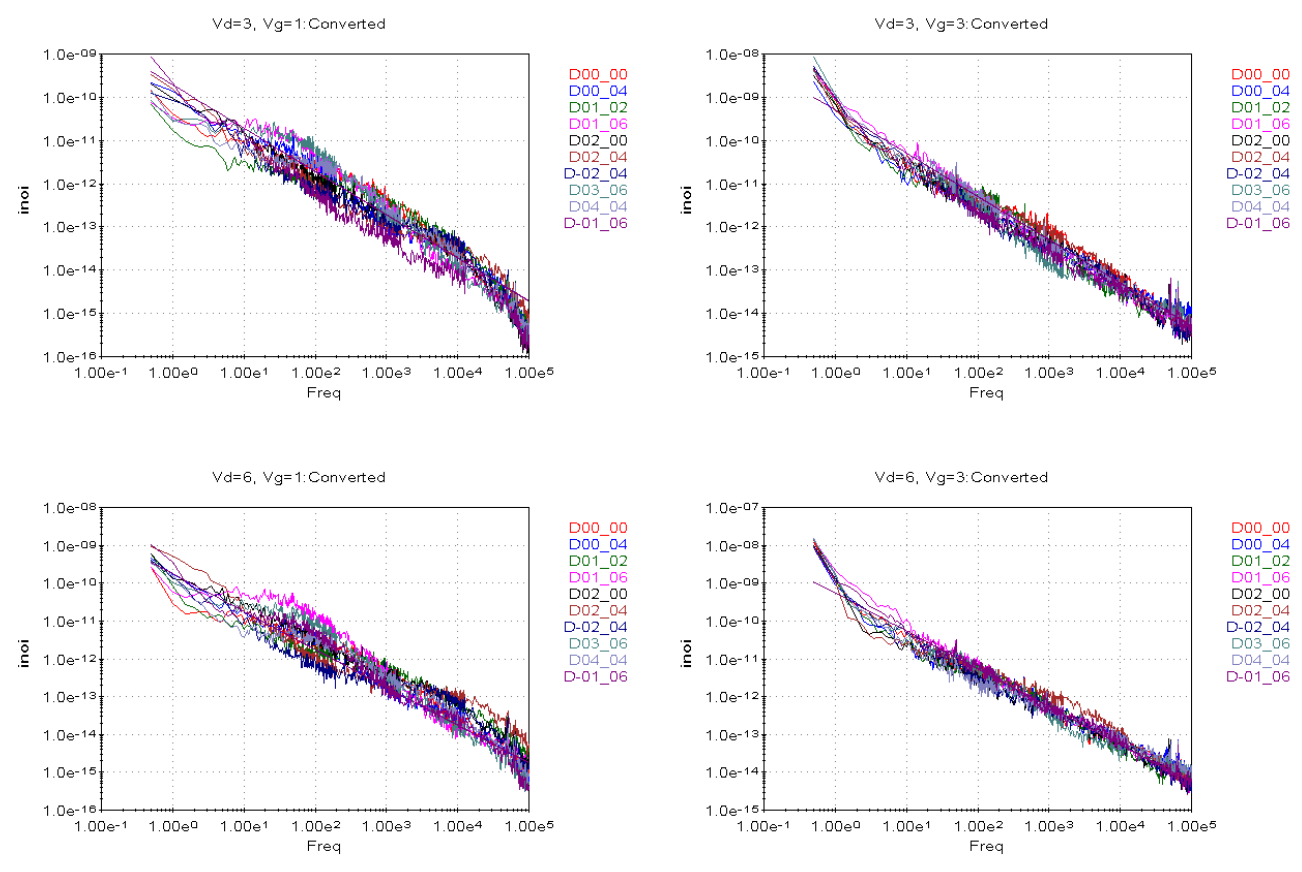 Vd=3, Vg=1:Converted
1.0e-09
1.0e-10
1.0e-11
1.0e-12
1.0e-13
1.0e-14
1.0e-15
1.0e-16
inoi
1.00e-1 1.00e0 1.00e1 1.00e2 1.00e3 1.00e4 1.00e5
Freq
D00_00
D00_04
D01_02
D01_06
D02_00
D02_04
D-02_04
D03_06
D04_04
D-01_06
Vd=3, Vg=3:Converted
1.0e-08
1.0e-09
1.0e-10
1.0e-11
1.0e-12
1.0e-13
1.0e-14
1.0e-15
inoi
1.00e-1 1.00e0 1.00e1 1.00e2 1.00e3 1.00e4 1.00e5
Freq
D00_00
D00_04
D01_02
D01_06
D02_00
D02_04
D-02_04
D03_06
D04_04
D-01_06
Vd=6, Vg=1:Converted
1.0e-08
1.0e-09
1.0e-10
1.0e-11
1.0e-12
1.0e-13
1.0e-14
1.0e-15
1.0e-16
inoi
1.00e-1 1.00e0 1.00e1 1.00e2 1.00e3 1.00e4 1.00e5
Freq
D00_00
D00_04
D01_02
D01_06
D02_00
D02_04
D-02_04
D03_06
D04_04
D-01_06
Vd=6, Vg=3:Converted
1.0e-07
1.0e-08
1.0e-09
1.0e-10
1.0e-11
1.0e-12
1.0e-13
1.0e-14
1.0e-15
inoi
1.00e-1 1.00e0 1.00e1 1.00e2 1.00e3 1.00e4 1.00e5
Freq
D00_00
D00_04
D01_02
D01_06
D02_00
D02_04
D-02_04
D03_06
D04_04
D-01_06